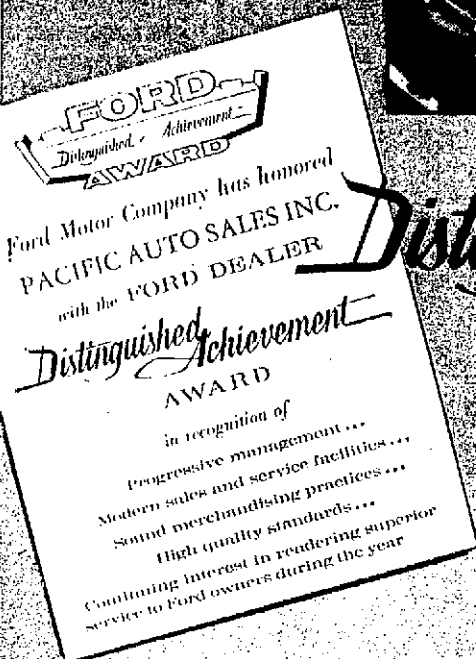 FORD
Distinguished Achievement
AWARD
Ford Motor Company has honored
PACIFIC AUTO SALES INC.
with the FORD DEALER
Distinguished Achievement
AWARD
in recognition of
Progressive management...
Modern sales and service facilities...
Sound merchandising practices...
High quality standards...
Continuing interest in rendering superior
service to Ford owners during the year
Dist